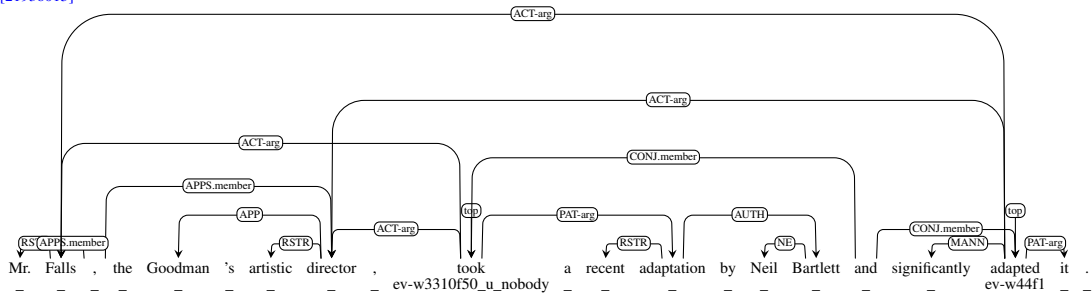 ACT-arg
ACT-arg
ACT-arg
CONJ.member
APPS.member
top
top
APP
PAT-arg
AUTH
ACT-arg
CONJ.member
APPS.member
RSTR
RSTR
NE
MANN
PAT-arg
Mr. Falls , the Goodman 's artistic director , took a recent adaptation by Neil Bartlett and significantly adapted it .
_ _ _ _ _ _ _ _ _ ev-w3310f50_u_nobody _ _ _ _ _ _ _ _ ev-w44f1 _ _